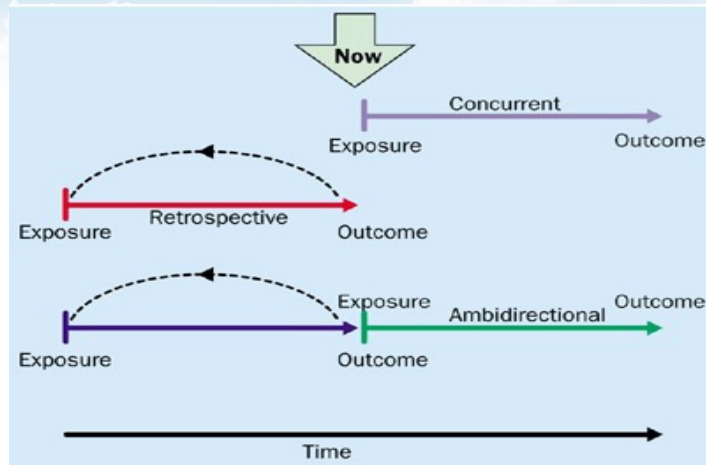 Now
Concurrent
Exposure
Outcome
Retrospective
Exposure
Outcome
Exposure
Outcome
Ambidirectional
Exposure
Outcome
Time